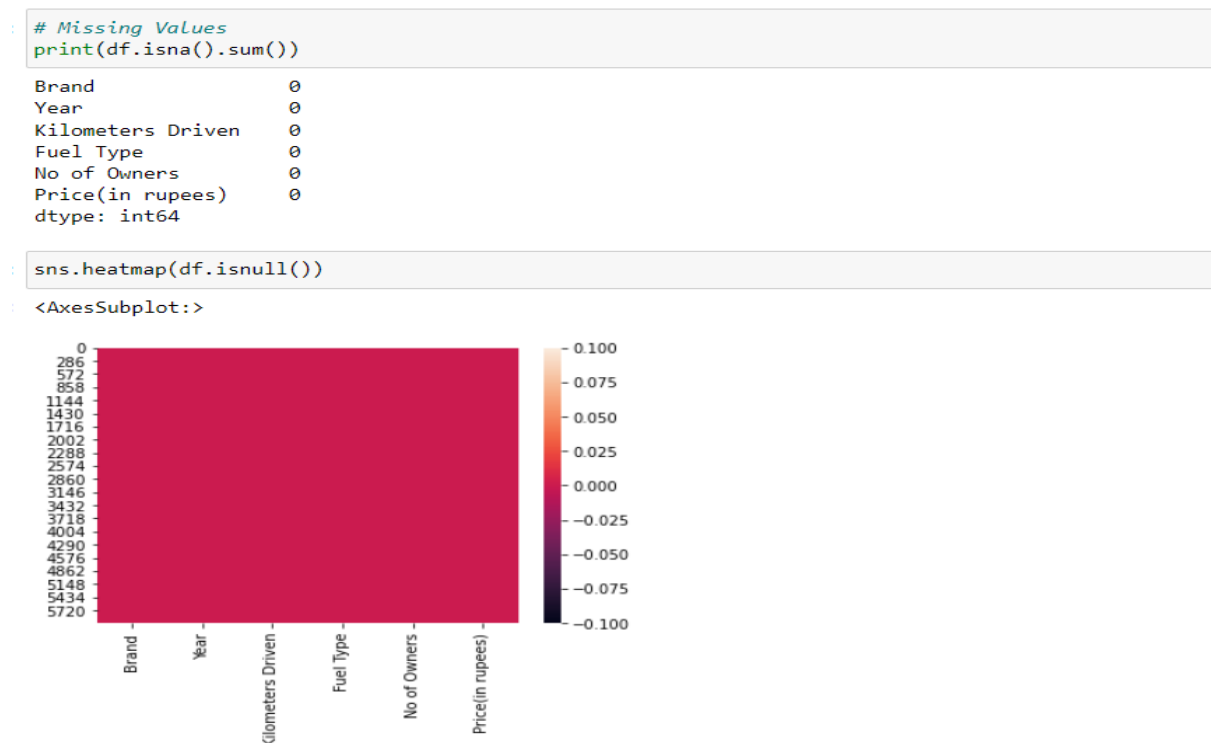 # Missing Values
print(df.isna().sum())
Brand 0
Year 0
Kilometers Driven 0
Fuel Type 0
No of Owners 0
Price(in rupees) 0
dtype: int64
sns.heatmap(df.isnull())
<AxesSubplot:>
0
286
572
858
1144
1430
1716
2002
2288
2574
2860
3146
3432
3718
4004
4290
4576
4862
5148
5434
5720
Brand
Year
Kilometers Driven
Fuel Type
No of Owners
Price(in rupees)
0.100
0.075
0.050
0.025
0.000
−0.025
−0.050
−0.075
−0.100